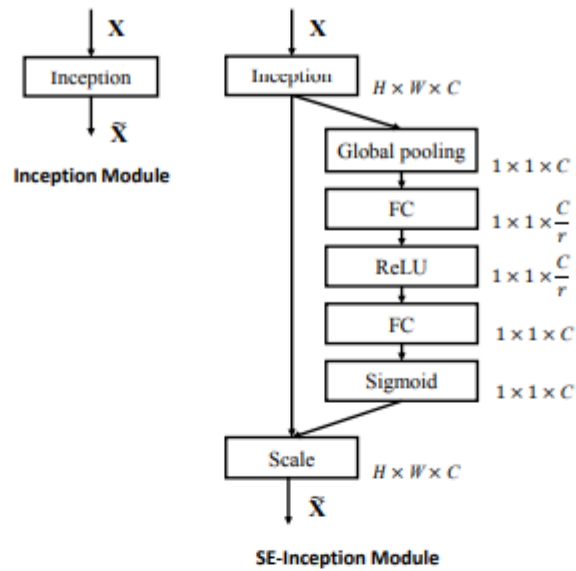 X
Inception
X̃
Inception Module
X
Inception
H × W × C
Global pooling
1 × 1 × C
FC
1 × 1 × C/r
ReLU
1 × 1 × C/r
FC
1 × 1 × C
Sigmoid
1 × 1 × C
Scale
H × W × C
X̃
SE-Inception Module